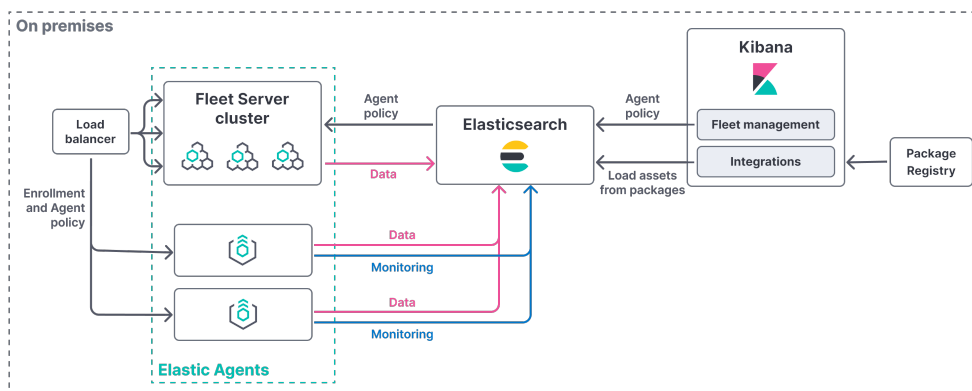 On premises
Kibana
Fleet Server
cluster
Agent
policy
Agent
policy
Load
balancer
Elasticsearch
Fleet management
Integrations
Package
Registry
Data
Load assets
from packages
Enrollment
and Agent
policy
Data
Monitoring
Data
Monitoring
Elastic Agents